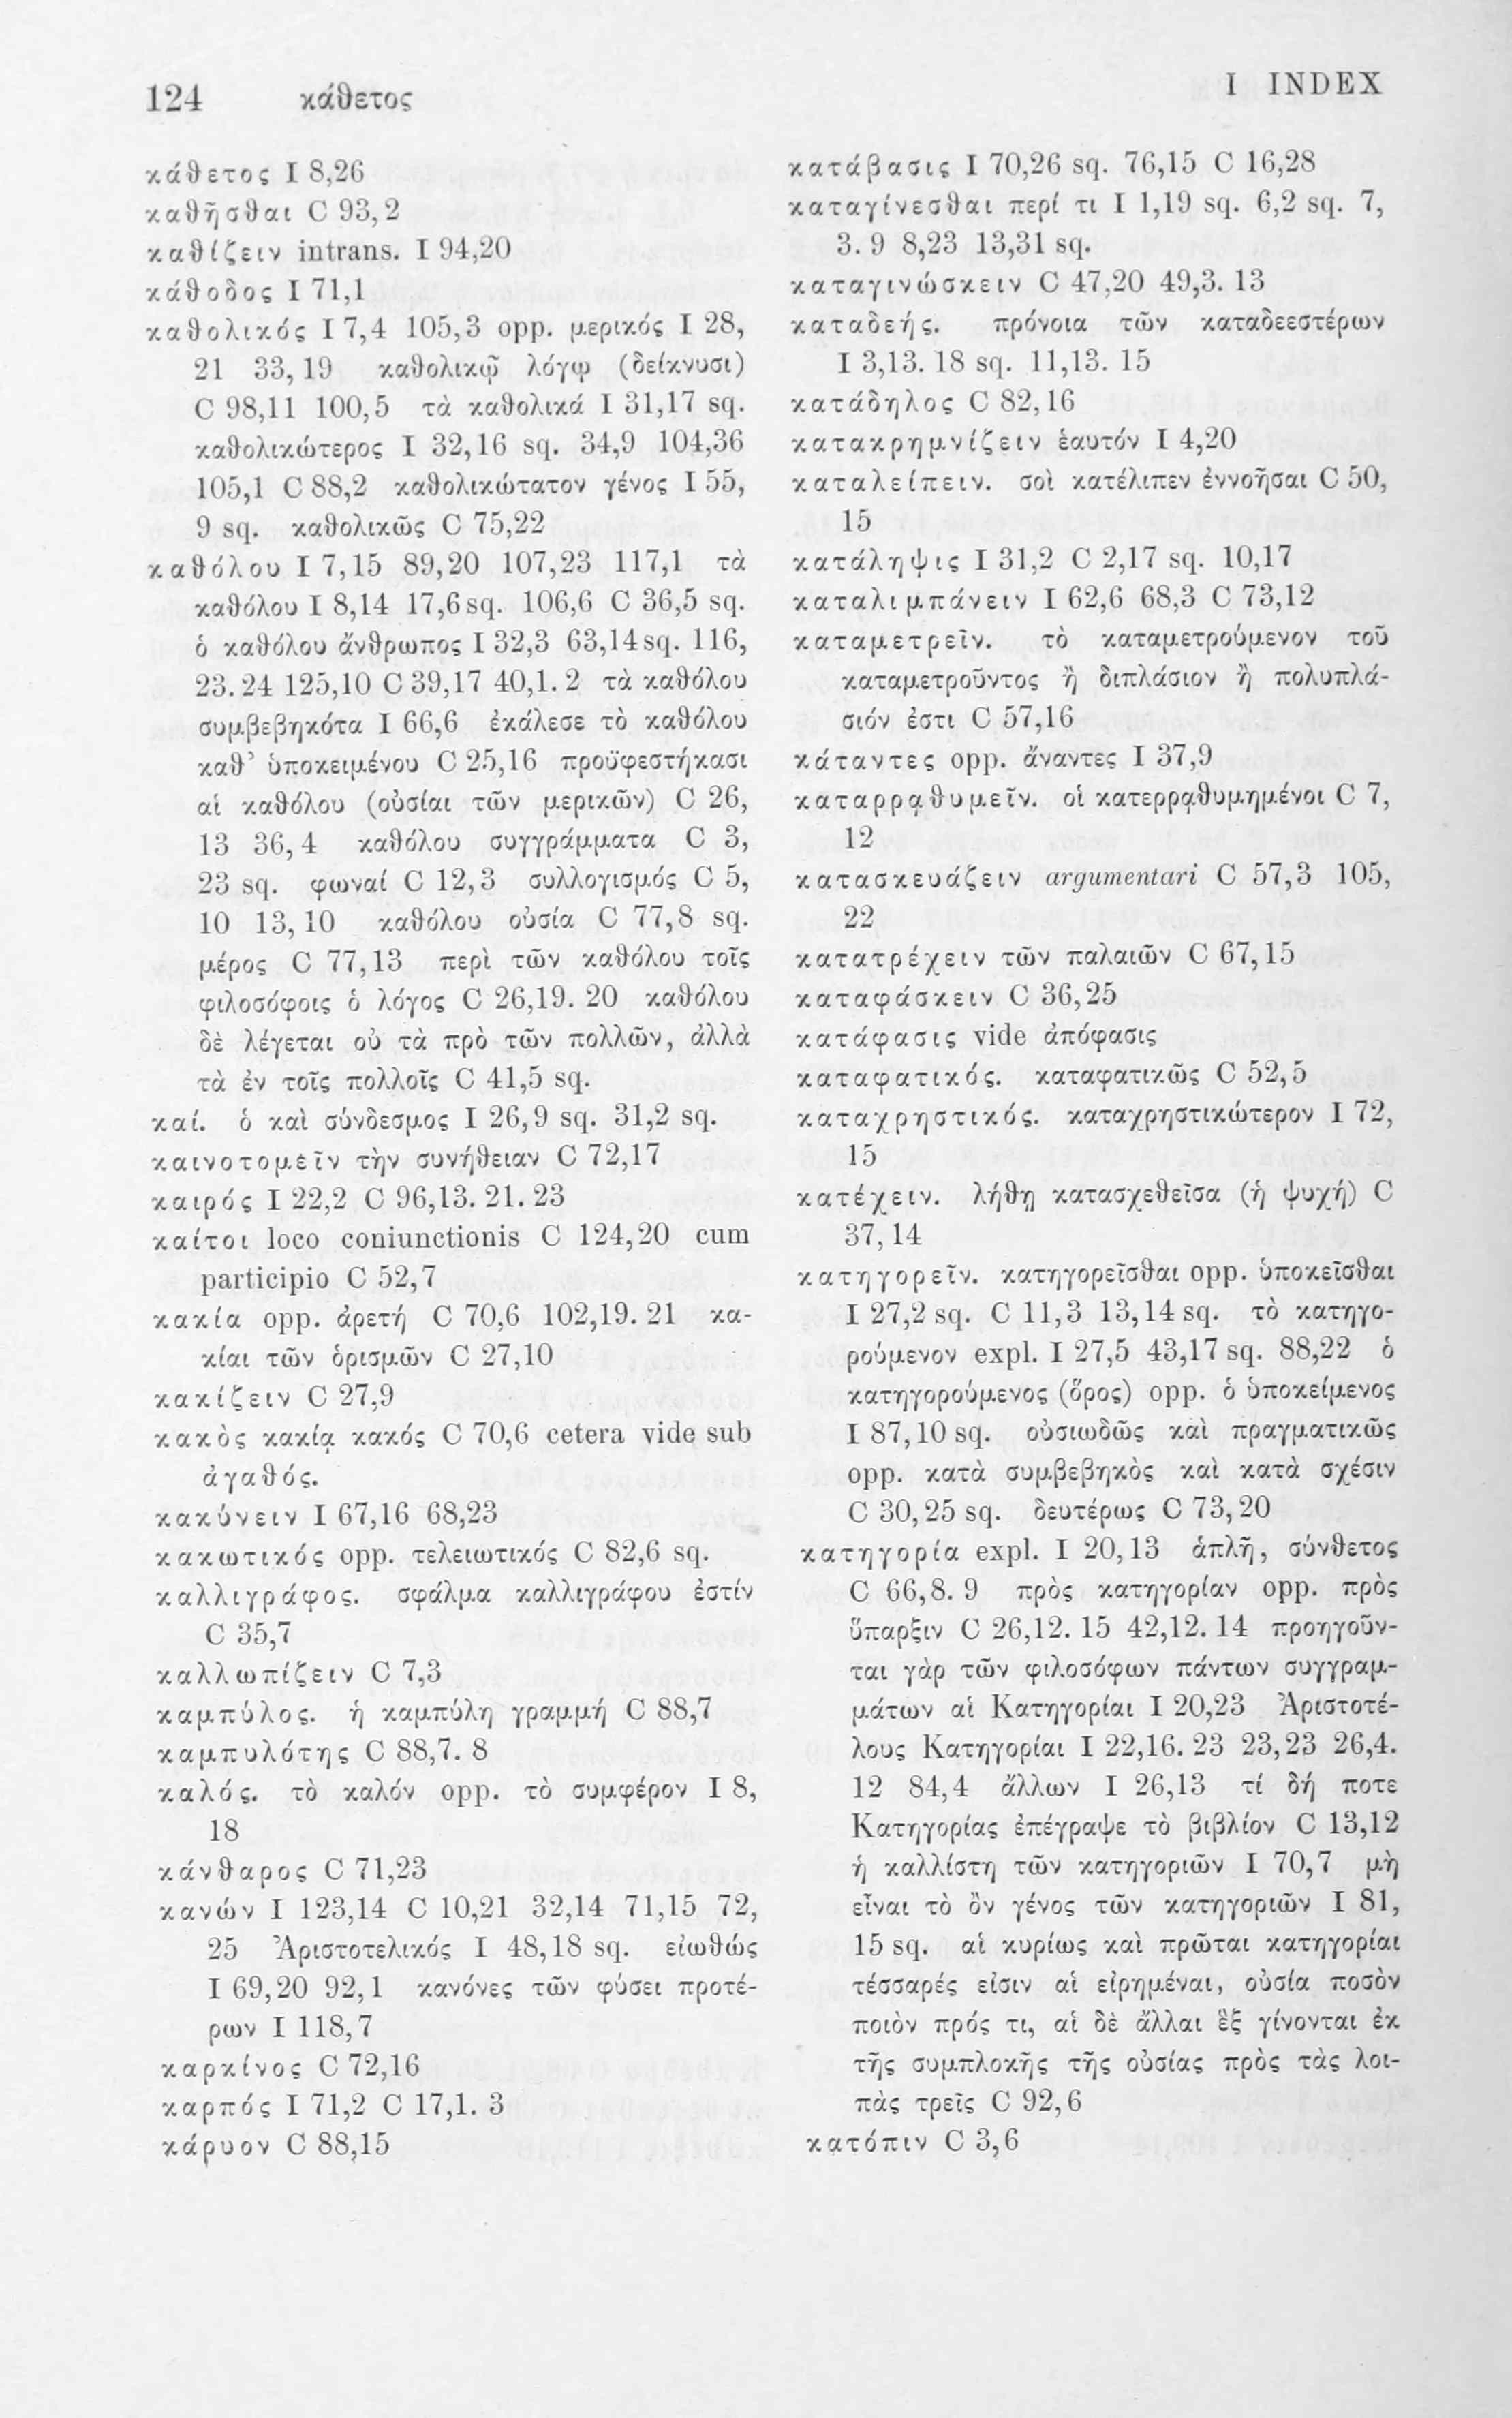 124 κάθετος
I INDEX
κάθετος I 8,26
καθῆσθαι C 93,2
καθίζειν intrans. I 94,20
κάθοδος I 71,1
καθολικός I 7,4 105,3 opp. μερικός I 28,
21 33,19 καθολικῷ λόγῳ (δείκνυσι)
C 98,11 100,5 τὰ καθολικά I 31,17 sq.
καθολικώτερος I 32,16 sq. 34,9 104,36
105,1 C 88,2 καθολικώτατον γένος I 55,
9 sq. καθολικῶς C 75,22
καθόλου I 7,15 89,20 107,23 117,1 τὰ
καθόλου I 8,14 17,6 sq. 106,6 C 36,5 sq.
ὁ καθόλου ἄνθρωπος I 32,3 63,14 sq. 116,
23. 24 125,10 C 39,17 40,1. 2 τὰ καθόλου
συμβεβηκότα I 66,6 ἐκάλεσε τὸ καθόλου
καθ’ ὑποκειμένου C 25,16 προϋφεστήκασι
αἱ καθόλου (οὐσίαι τῶν μερικῶν) C 26,
13 36,4 καθόλου συγγράμματα C 3,
23 sq. φωναί C 12,3 συλλογισμός C 5,
10 13,10 καθόλου οὐσία C 77,8 sq.
μέρος C 77,13 περὶ τῶν καθόλου τοῖς
φιλοσόφοις ὁ λόγος C 26,19. 20 καθόλου
δὲ λέγεται οὐ τὰ πρὸ τῶν πολλῶν, ἀλλὰ
τὰ ἐν τοῖς πολλοῖς C 41,5 sq.
καί. ὁ καὶ σύνδεσμος I 26,9 sq. 31,2 sq.
καινοτομεῖν τὴν συνήθειαν C 72,17
καιρός I 22,2 C 96,13. 21. 23
καίτοι loco coniunctionis C 124,20 cum
participio C 52,7
κακία opp. ἀρετή C 70,6 102,19. 21 κα-
κίαι τῶν ὁρισμῶν C 27,10
κακίζειν C 27,9
κακὸς κακίᾳ κακός C 70,6 cetera vide sub
ἀγαθός.
κακύνειν I 67,16 68,23
κακωτικός opp. τελειωτικός C 82,6 sq.
καλλιγράφος. σφάλμα καλλιγράφου ἐστίν
C 35,7
καλλωπίζειν C 7,3
καμπύλος. ἡ καμπύλη γραμμή C 88,7
καμπυλότης C 88,7. 8
καλός. τὸ καλόν opp. τὸ συμφέρον I 8,
18
κάνθαρος C 71,23
κανών I 123,14 C 10,21 32,14 71,15 72,
25 Ἀριστοτελικός I 48,18 sq. εἰωθώς
I 69,20 92,1 κανόνες τῶν φύσει προτέ-
ρων I 118,7
καρκίνος C 72,16
καρπός I 71,2 C 17,1. 3
κάρυον C 88,15
κατάβασις I 70,26 sq. 76,15 C 16,28
καταγίνεσθαι περί τι I 1,19 sq. 6,2 sq. 7,
3. 9 8,23 13,31 sq.
καταγινώσκειν C 47,20 49,3. 13
καταδεής. πρόνοια τῶν καταδεεστέρων
I 3,13. 18 sq. 11,13. 15
κατάδηλος C 82,16
κατακρημνίζειν ἑαυτόν I 4,20
καταλείπειν. σοὶ κατέλιπεν ἐννοῆσαι C 50,
15
κατάληψις I 31,2 C 2,17 sq. 10,17
καταλιμπάνειν I 62,6 68,3 C 73,12
καταμετρεῖν. τὸ καταμετρούμενον τοῦ
καταμετροῦντος ἢ διπλάσιον ἢ πολυπλά-
σιόν ἐστι C 57,16
κάταντες opp. ἄναντες I 37,9
καταρρᾳθυμεῖν. οἱ κατερρᾳθυμημένοι C 7,
12
κατασκευάζειν argumentari C 57,3 105,
22
κατατρέχειν τῶν παλαιῶν C 67,15
καταφάσκειν C 36,25
κατάφασις vide ἀπόφασις
καταφατικός. καταφατικῶς C 52,5
καταχρηστικός. καταχρηστικώτερον I 72,
15
κατέχειν. λήθῃ κατασχεθεῖσα (ἡ ψυχή) C
37,14
κατηγορεῖν. κατηγορεῖσθαι opp. ὑποκεῖσθαι
I 27,2 sq. C 11,3 13,14 sq. τὸ κατηγο-
ρούμενον expl. I 27,5 43,17 sq. 88,22 ὁ
κατηγορούμενος (ὅρος) opp. ὁ ὑποκείμενος
I 87,10 sq. οὐσιωδῶς καὶ πραγματικῶς
opp. κατὰ συμβεβηκὸς καὶ κατὰ σχέσιν
C 30,25 sq. δευτέρως C 73,20
κατηγορία expl. I 20,13 ἁπλῆ, σύνθετος
C 66,8. 9 πρὸς κατηγορίαν opp. πρὸς
ὕπαρξιν C 26,12. 15 42,12. 14 προηγοῦν-
ται γὰρ τῶν φιλοσόφων πάντων συγγραμ-
μάτων αἱ Κατηγορίαι I 20,23 Ἀριστοτέ-
λους Κατηγορίαι I 22,16. 23 23,23 26,4.
12 84,4 ἄλλων I 26,13 τί δή ποτε
Κατηγορίας ἐπέγραψε τὸ βιβλίον C 13,12
ἡ καλλίστη τῶν κατηγοριῶν I 70,7 μὴ
εἶναι τὸ ὂν γένος τῶν κατηγοριῶν I 81,
15 sq. αἱ κυρίως καὶ πρῶται κατηγορίαι
τέσσαρές εἰσιν αἱ εἰρημέναι, οὐσία ποσὸν
ποιὸν πρός τι, αἱ δὲ ἄλλαι ἓξ γίνονται ἐκ
τῆς συμπλοκῆς τῆς οὐσίας πρὸς τὰς λοι-
πὰς τρεῖς C 92,6
κατόπιν C 3,6